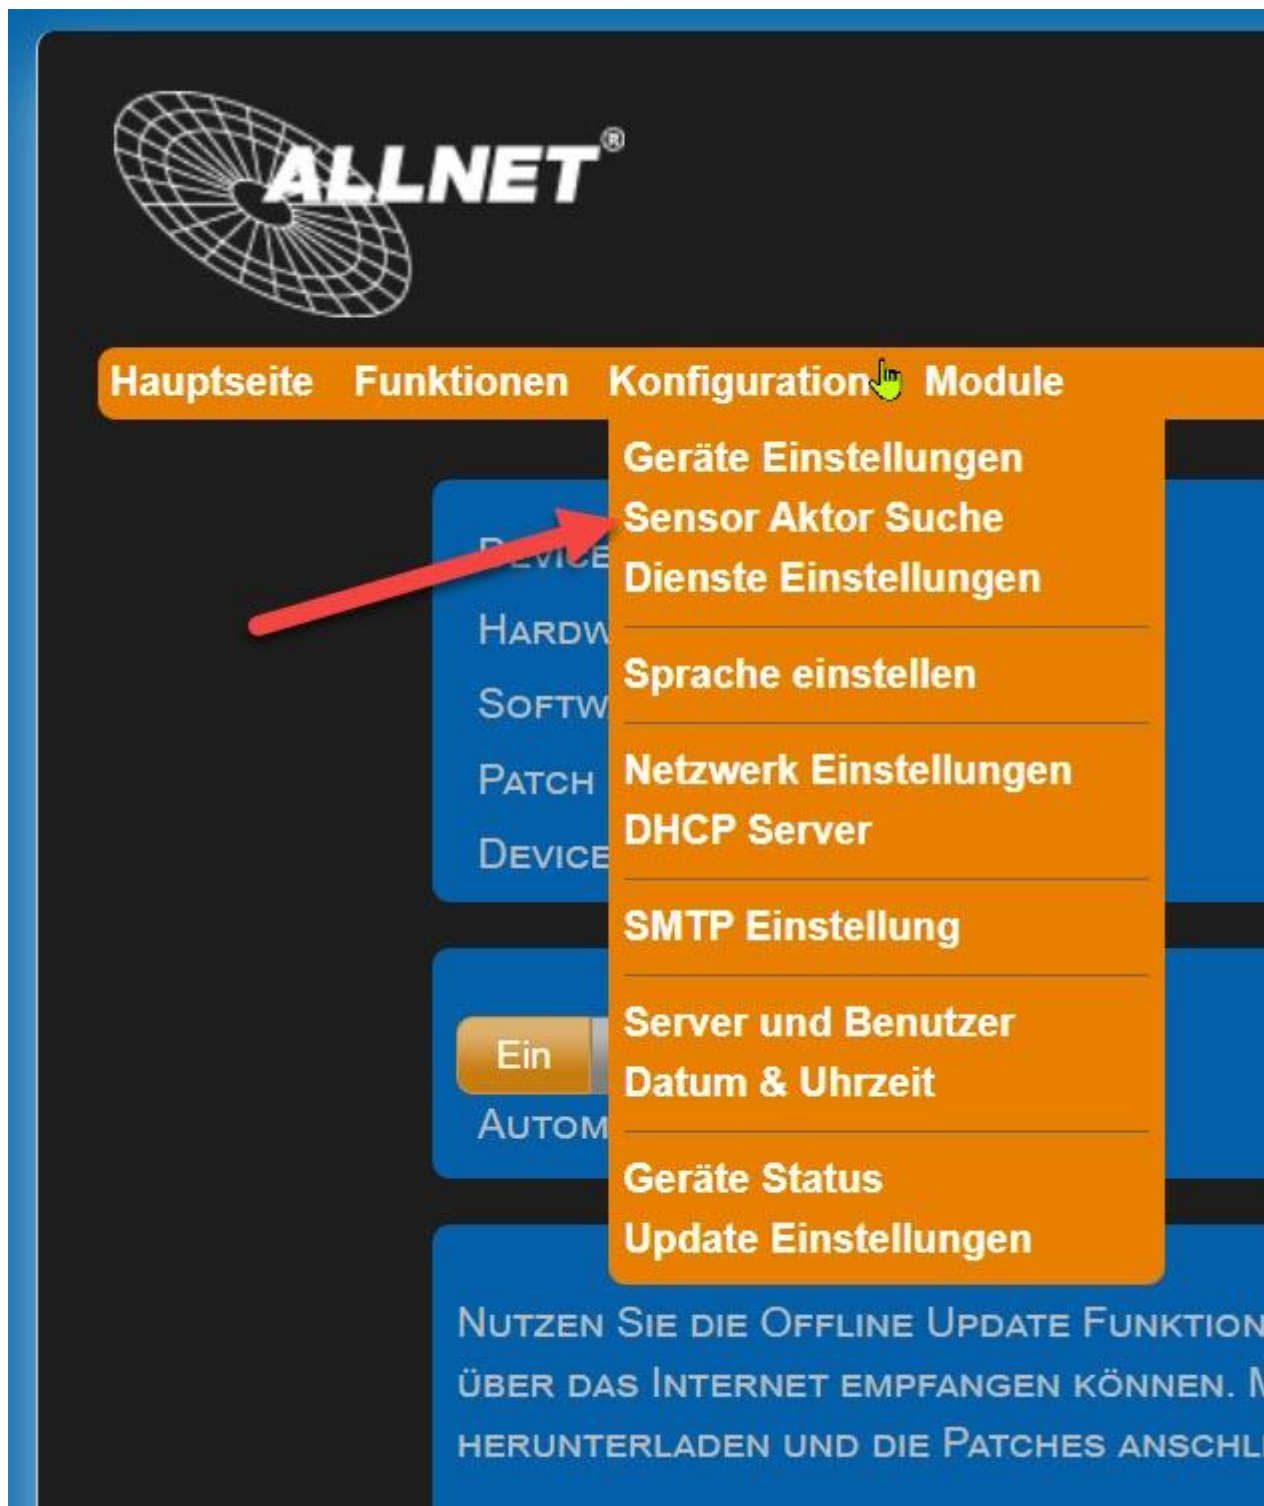 ALLNET®
Hauptseite Funktionen Konfiguration Module
Geräte Einstellungen
Sensor Aktor Suche
Dienste Einstellungen
Sprache einstellen
Netzwerk Einstellungen
DHCP Server
SMTP Einstellung
Server und Benutzer
Datum & Uhrzeit
Geräte Status
Update Einstellungen
DEVICE
HARDW
SOFTW
PATCH
DEVICE
Ein
AUTOM
NUTZEN SIE DIE OFFLINE UPDATE FUNKTION
ÜBER DAS INTERNET EMPFANGEN KÖNNEN. M
HERUNTERLADEN UND DIE PATCHES ANSCHL